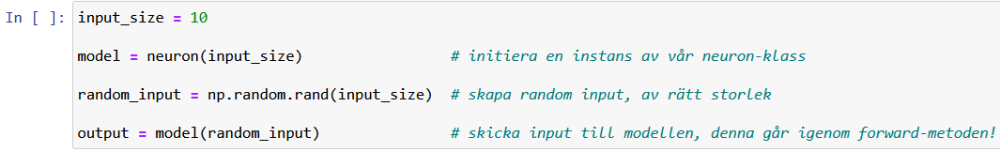 In [ ]: input_size = 10
model = neuron(input_size) # initiera en instans av vår neuron-klass
random_input = np.random.rand(input_size) # skapa random input, av rätt storlek
output = model(random_input) # skicka input till modellen, denna går igenom forward-metoden!